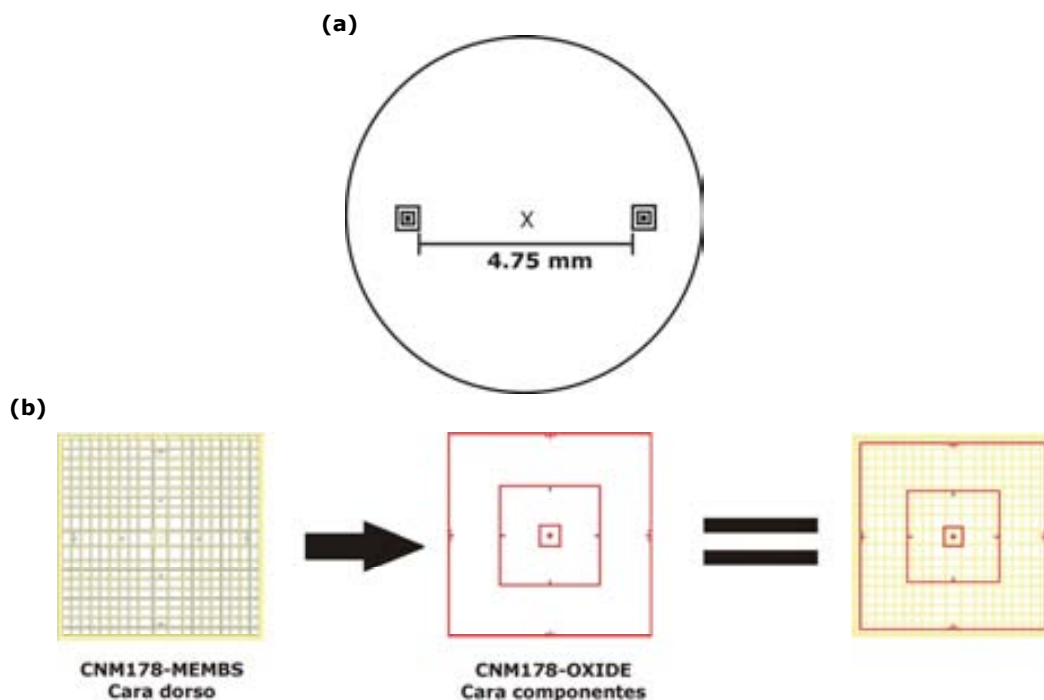 (a)
X
4.75 mm
(b)
CNM178-MEMBS
Cara dorso
CNM178-OXIDE
Cara componentes